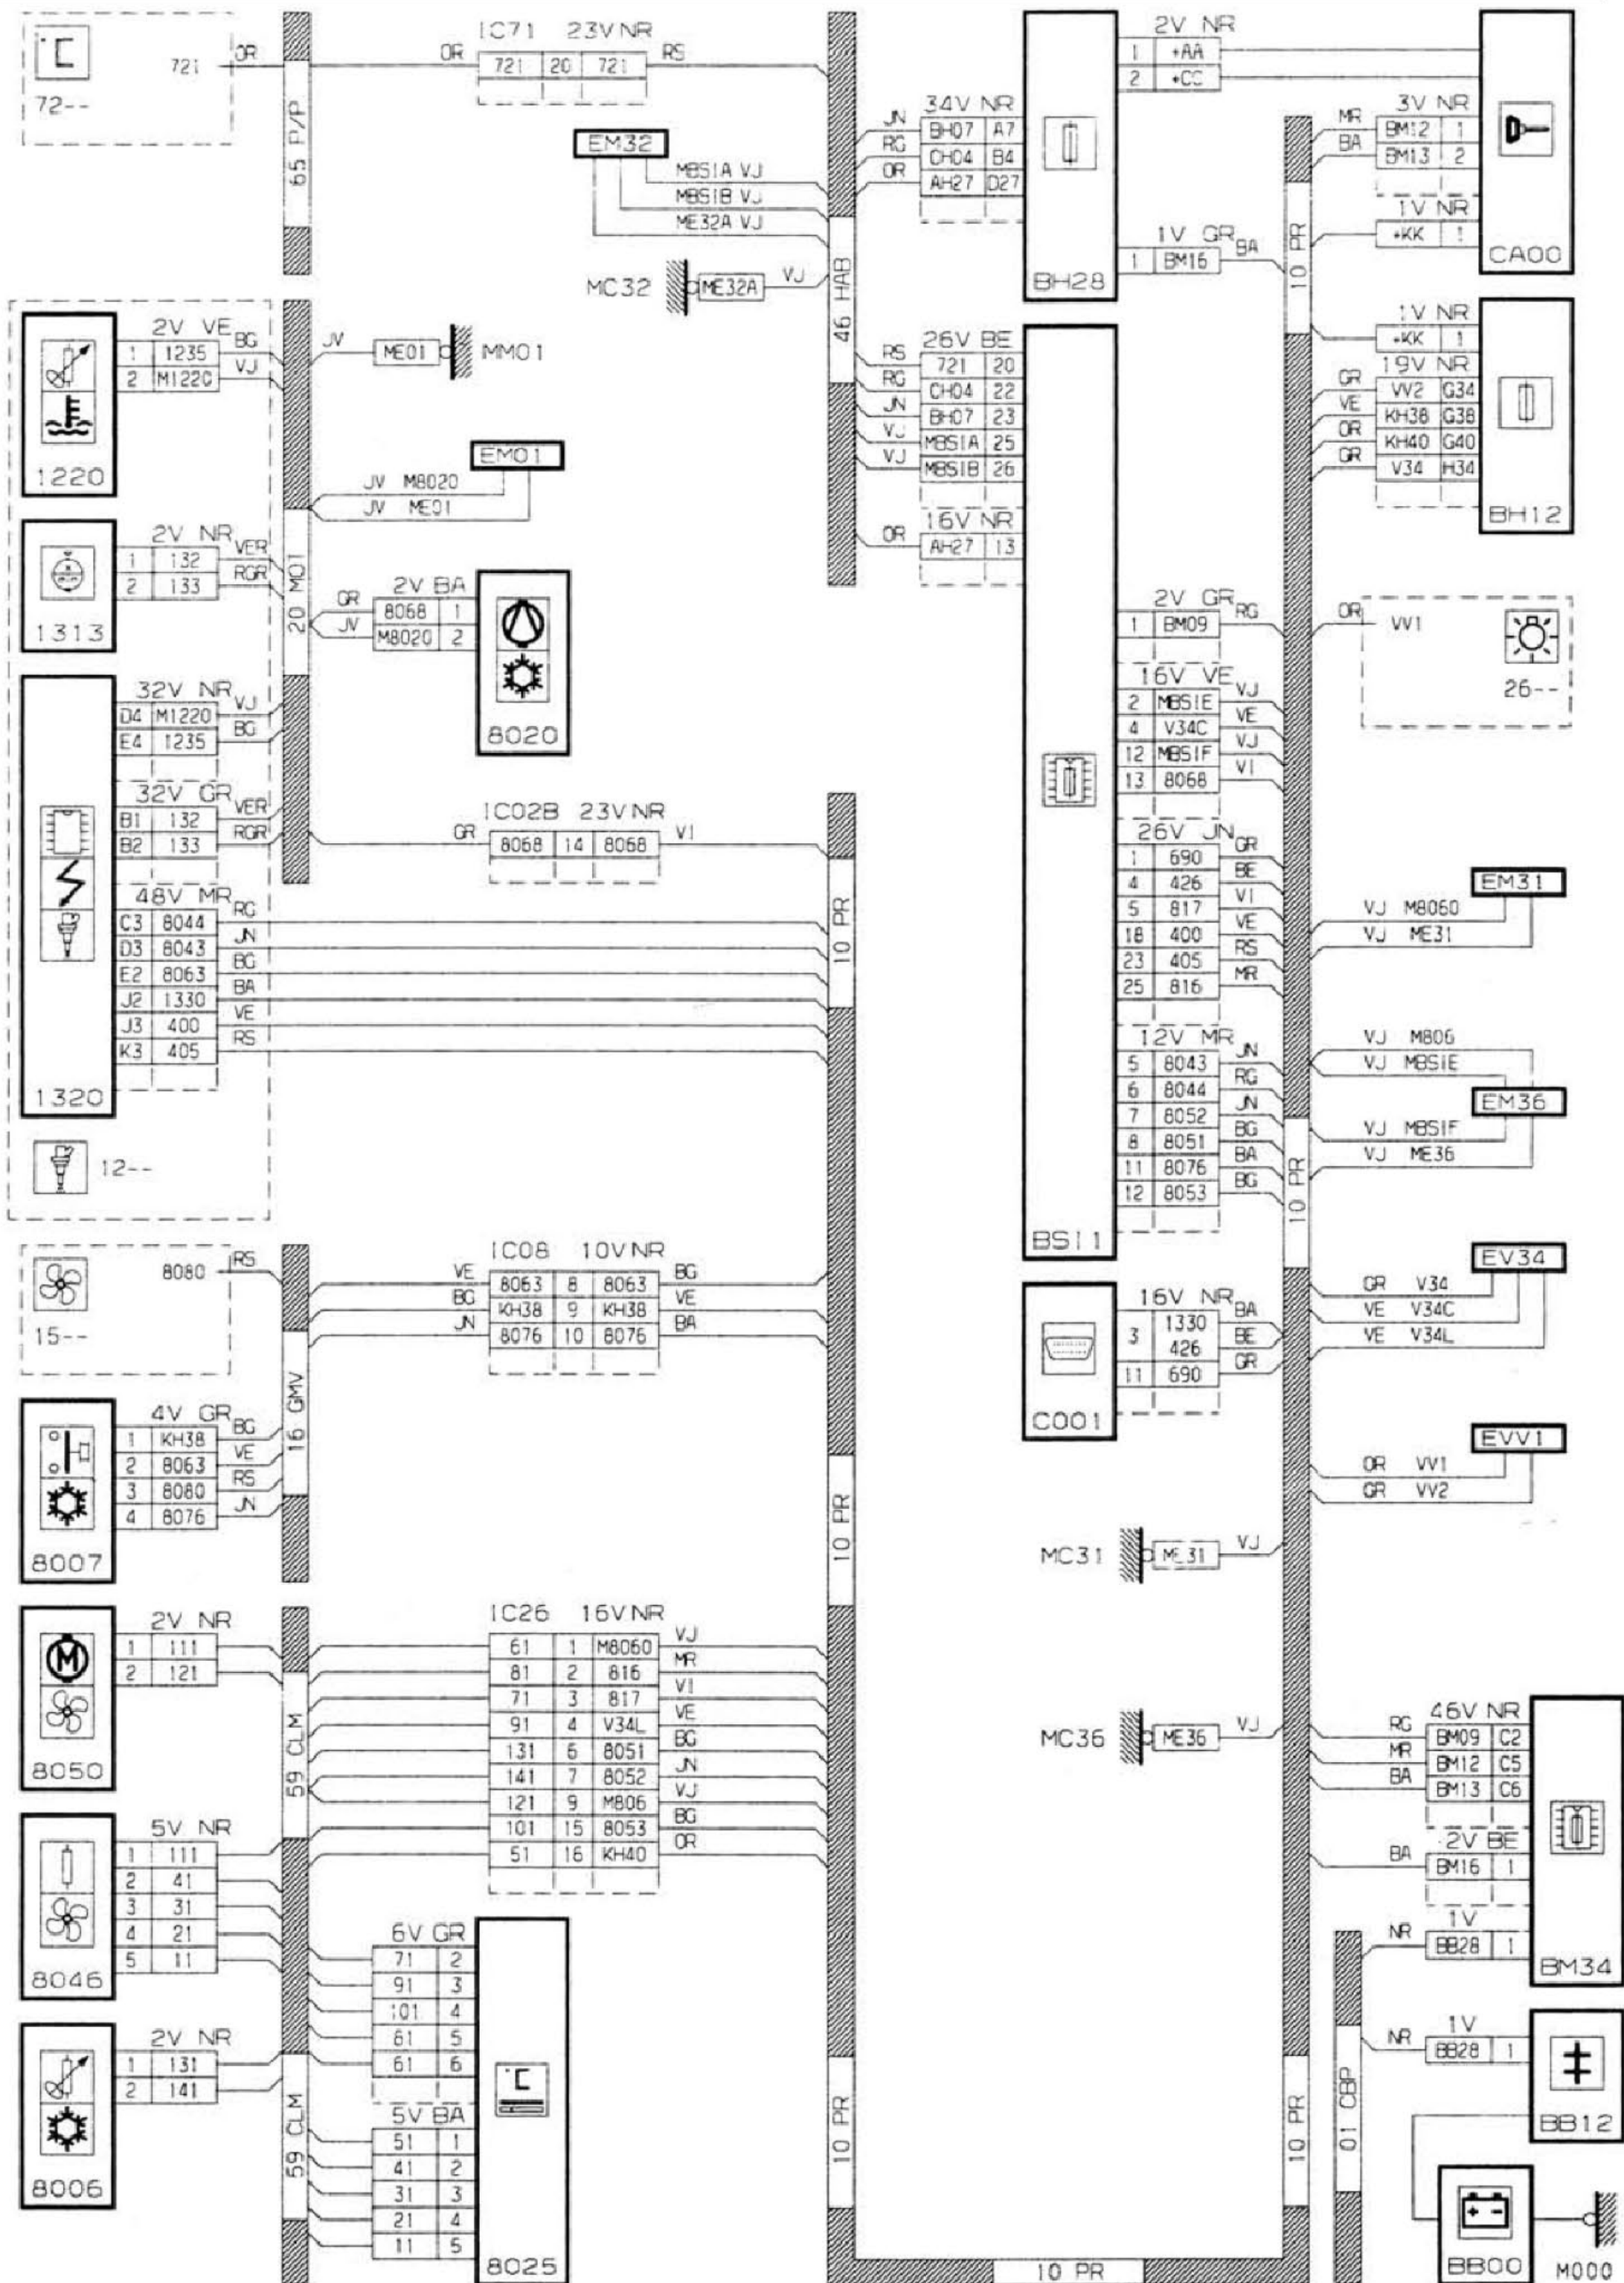 °C
721 OR
72--
65 P/P
IC71 23V NR
OR 721 20 721 RS
EM32
MBSIA VJ
MBSIB VJ
ME32A VJ
MC32 ME32A VJ
46 HAB
34V NR
JN BH07 A7
RG CH04 B4
OR AH27 D27
BH28
2V NR
1 +AA
2 +CC
1V GR
1 BM16 BA
10 PR
3V NR
MR BM12 1
BA BM13 2
1V NR
+KK 1
CA00
1V NR
+KK 1
19V NR
GR VV2 G34
VE KH38 G38
OR KH40 G40
GR V34 H34
BH12
2V VE
1 1235 BG
2 M1220 VJ
1220
JV ME01 MM01
EM01
JV M8020
JV ME01
2V NR
1 132 VER
2 133 RGR
1313
20 MOT
2V BA
GR 8068 1
JV M8020 2
8020
32V NR
D4 M1220 VJ
E4 1235 BG
32V GR
B1 132 VER
B2 133 RGR
48V MR
C3 8044 RG
D3 8043 JN
E2 8063 BG
J2 1330 BA
J3 400 VE
K3 405 RS
1320
12--
IC02B 23V NR
GR 8068 14 8068 VI
10 PR
26V BE
RS 721 20
RG CH04 22
JN BH07 23
VJ MBSIA 25
VJ MBSIB 26
16V NR
OR AH27 13
2V GR
1 BM09 RG
16V VE
2 MBSIE VJ
4 V34C VE
12 MBSIF VJ
13 8068 VI
26V JN
1 690 GR
4 426 BE
5 817 VI
18 400 VE
23 405 RS
25 816 MR
12V MR
5 8043 JN
6 8044 RG
7 8052 JN
8 8051 BG
11 8076 BA
12 8053 BG
BSI1
OR VV1
26--
EM31
VJ M8060
VJ ME31
VJ M806
VJ MBSIE
EM36
VJ MBSIF
VJ ME36
10 PR
EV34
GR V34
VE V34C
VE V34L
EVV1
OR VV1
GR VV2
8080 RS
15--
IC08 10V NR
VE 8063 8 8063 BG
BG KH38 9 KH38 VE
JN 8076 10 8076 BA
16 GMV
4V GR
1 KH38 BG
2 8063 VE
3 8080 RS
4 8076 JN
8007
10 PR
16V NR
3 1330 BA
426 BE
11 690 GR
C001
MC31 ME31 VJ
MC36 ME36 VJ
2V NR
1 111
2 121
M
8050
59 CLM
IC26 16V NR
61 1 M8060 VJ
81 2 816 MR
71 3 817 VI
91 4 V34L VE
131 6 8051 BG
141 7 8052 JN
121 9 M806 VJ
101 15 8053 BG
51 16 KH40 OR
5V NR
1 111
2 41
3 31
4 21
5 11
8046
2V NR
1 131
2 141
8006
59 CLM
6V GR
71 2
91 3
101 4
81 5
61 6
5V BA
51 1
41 2
31 3
21 4
11 5
°C
8025
10 PR
10 PR
10 PR
46V NR
RG BM09 C2
MR BM12 C5
BA BM13 C6
2V BE
BA BM16 1
1V
NR BB28 1
BM34
01 CBP
1V
NR BB28 1
BB12
+ -
BB00
M000